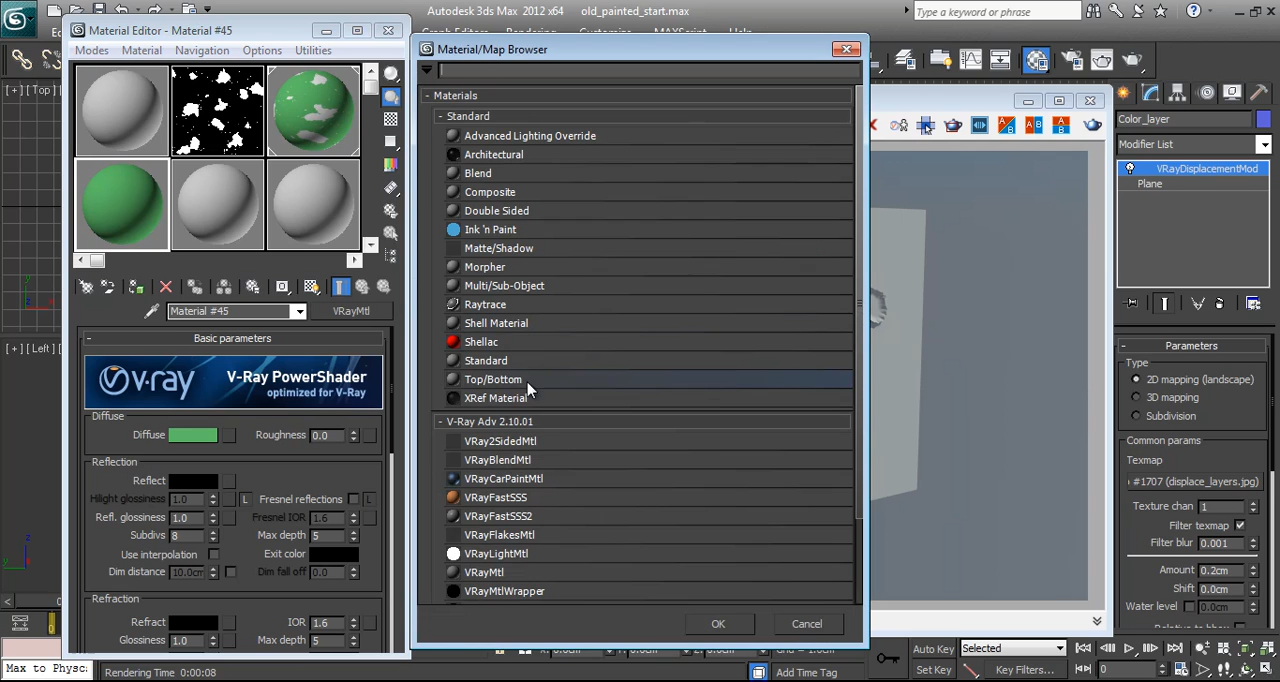 Autodesk 3ds Max 2012 x64 old_painted_start.max
Type a keyword or phrase
Material Editor - Material #45
Modes Material Navigation Options Utilities
Material #45 VRayMtl
Basic parameters
v·ray V-Ray PowerShader
optimized for V-Ray
Diffuse
Diffuse Roughness 0.0
Reflection
Reflect
Hilight glossiness 1.0 L Fresnel reflections L
Refl. glossiness 1.0 Fresnel IOR 1.6
Subdivs 8 Max depth 5
Use interpolation Exit color
Dim distance 10.0cm Dim fall off 0.0
Refraction
Refract IOR 1.6
Glossiness 1.0 Max depth 5
Material/Map Browser
- Materials
- Standard
Advanced Lighting Override
Architectural
Blend
Composite
Double Sided
Ink 'n Paint
Matte/Shadow
Morpher
Multi/Sub-Object
Raytrace
Shell Material
Shellac
Standard
Top/Bottom
XRef Material
- V-Ray Adv 2.10.01
VRay2SidedMtl
VRayBlendMtl
VRayCarPaintMtl
VRayFastSSS
VRayFastSSS2
VRayFlakesMtl
VRayLightMtl
VRayMtl
VRayMtlWrapper
OK Cancel
[+] [Top]
[+] [Left]
Color_layer
Modifier List
VRayDisplacementMod
Plane
- Parameters
Type
2D mapping (landscape)
3D mapping
Subdivision
Common params
Texmap
#1707 (displace_layers.jpg)
Texture chan 1
Filter texmap
Filter blur 0.001
Amount 0.2cm
Shift 0.0cm
Water level 0.0cm
Max to Physc
Rendering Time 0:00:08
Add Time Tag
Auto Key Selected
Set Key Key Filters... 0